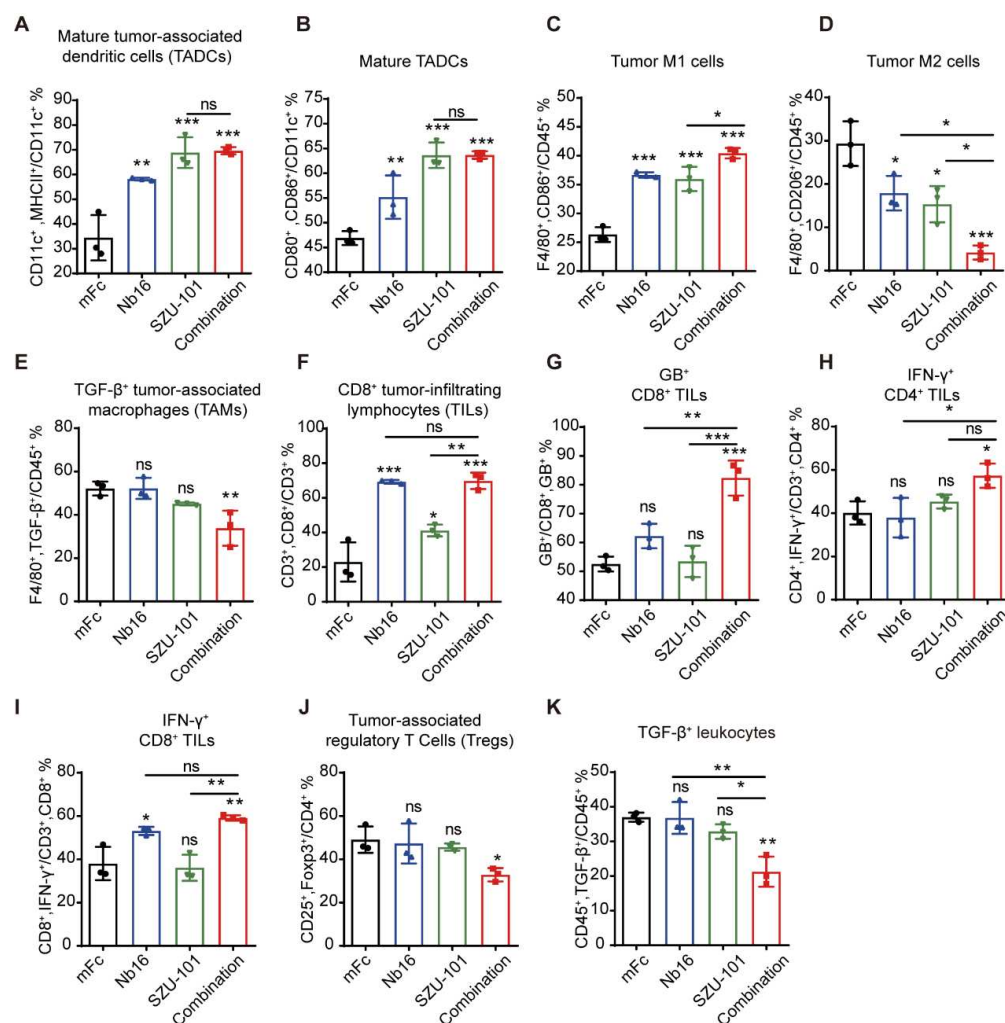 A
Mature tumor-associated
dendritic cells (TADCs)
CD11c⁺,MHCII⁺/CD11c⁺ %
90
80
70
60
50
40
30
20
**
***
ns
***
mFc
Nb16
SZU-101
Combination
B
Mature TADCs
CD80⁺,CD86⁺/CD11c⁺ %
75
70
65
60
55
50
45
40
**
***
ns
***
mFc
Nb16
SZU-101
Combination
C
Tumor M1 cells
F4/80⁺,CD86⁺/CD45⁺ %
50
45
40
35
30
25
20
***
***
*
***
mFc
Nb16
SZU-101
Combination
D
Tumor M2 cells
F4/80⁺,CD206⁺/CD45⁺ %
40
30
20
10
0
*
*
*
*
***
mFc
Nb16
SZU-101
Combination
E
TGF-β⁺ tumor-associated
macrophages (TAMs)
F4/80⁺,TGF-β⁺/CD45⁺ %
80
60
40
20
0
ns
ns
**
mFc
Nb16
SZU-101
Combination
F
CD8⁺ tumor-infiltrating
lymphocytes (TILs)
CD3⁺,CD8⁺/CD3⁺ %
100
80
60
40
20
0
ns
**
***
*
***
mFc
Nb16
SZU-101
Combination
G
GB⁺
CD8⁺ TILs
GB⁺/CD8⁺,GB⁺ %
100
90
80
70
60
50
**
***
***
ns
ns
mFc
Nb16
SZU-101
Combination
H
IFN-γ⁺
CD4⁺ TILs
CD4⁺,IFN-γ⁺/CD3⁺,CD4⁺ %
80
60
40
20
0
*
ns
*
ns
ns
mFc
Nb16
SZU-101
Combination
I
IFN-γ⁺
CD8⁺ TILs
CD8⁺,IFN-γ⁺/CD3⁺,CD8⁺ %
80
60
40
20
0
ns
**
**
*
ns
mFc
Nb16
SZU-101
Combination
J
Tumor-associated
regulatory T Cells (Tregs)
CD25⁺,Foxp3⁺/CD4⁺ %
80
60
40
20
0
ns
ns
*
mFc
Nb16
SZU-101
Combination
K
TGF-β⁺ leukocytes
CD45⁺,TGF-β⁺/CD45⁺ %
50
40
30
20
10
0
**
*
ns
ns
**
mFc
Nb16
SZU-101
Combination